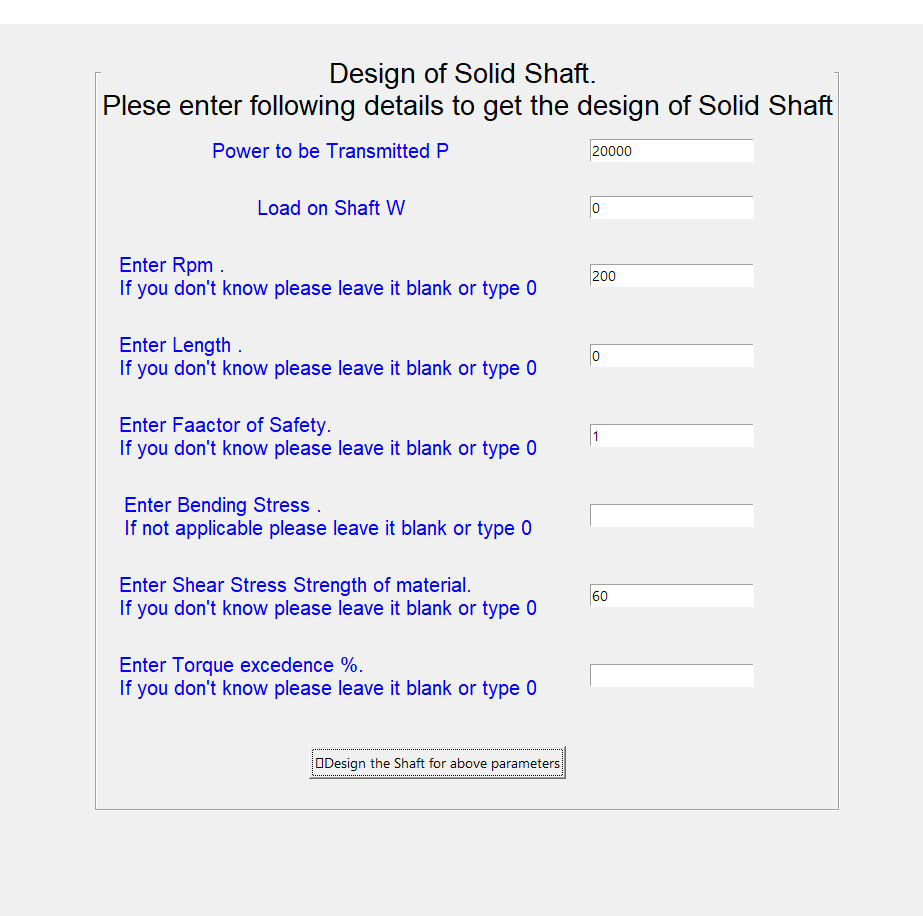 Design of Solid Shaft.
Plese enter following details to get the design of Solid Shaft
Power to be Transmitted P
20000
Load on Shaft W
0
Enter Rpm .
If you don't know please leave it blank or type 0
200
Enter Length .
If you don't know please leave it blank or type 0
0
Enter Faactor of Safety.
If you don't know please leave it blank or type 0
1
Enter Bending Stress .
If not applicable please leave it blank or type 0
Enter Shear Stress Strength of material.
If you don't know please leave it blank or type 0
60
Enter Torque excedence %.
If you don't know please leave it blank or type 0
Design the Shaft for above parameters